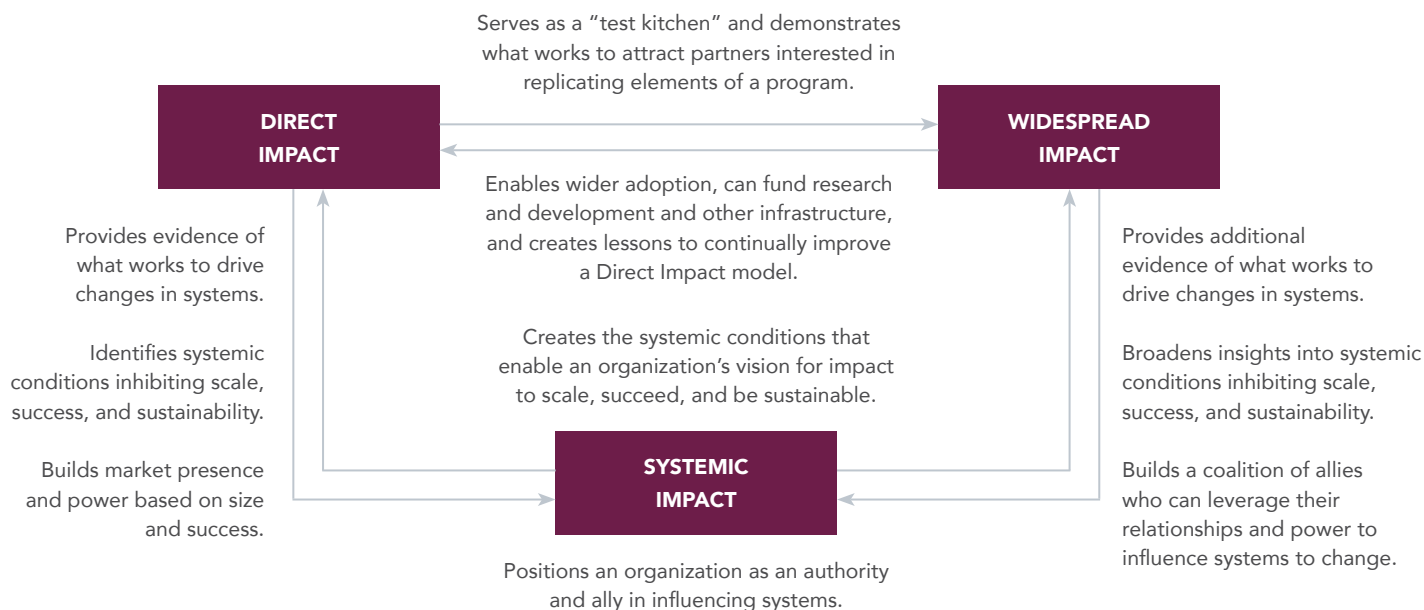 Serves as a “test kitchen” and demonstrates
what works to attract partners interested in
replicating elements of a program.
DIRECT
IMPACT
WIDESPREAD
IMPACT
Enables wider adoption, can fund research
and development and other infrastructure,
and creates lessons to continually improve
a Direct Impact model.
Provides evidence of
what works to drive
changes in systems.
Identifies systemic
conditions inhibiting scale,
success, and sustainability.
Builds market presence
and power based on size
and success.
Creates the systemic conditions that
enable an organization’s vision for impact
to scale, succeed, and be sustainable.
SYSTEMIC
IMPACT
Positions an organization as an authority
and ally in influencing systems.
Provides additional
evidence of what works to
drive changes in systems.
Broadens insights into systemic
conditions inhibiting scale,
success, and sustainability.
Builds a coalition of allies
who can leverage their
relationships and power to
influence systems to change.